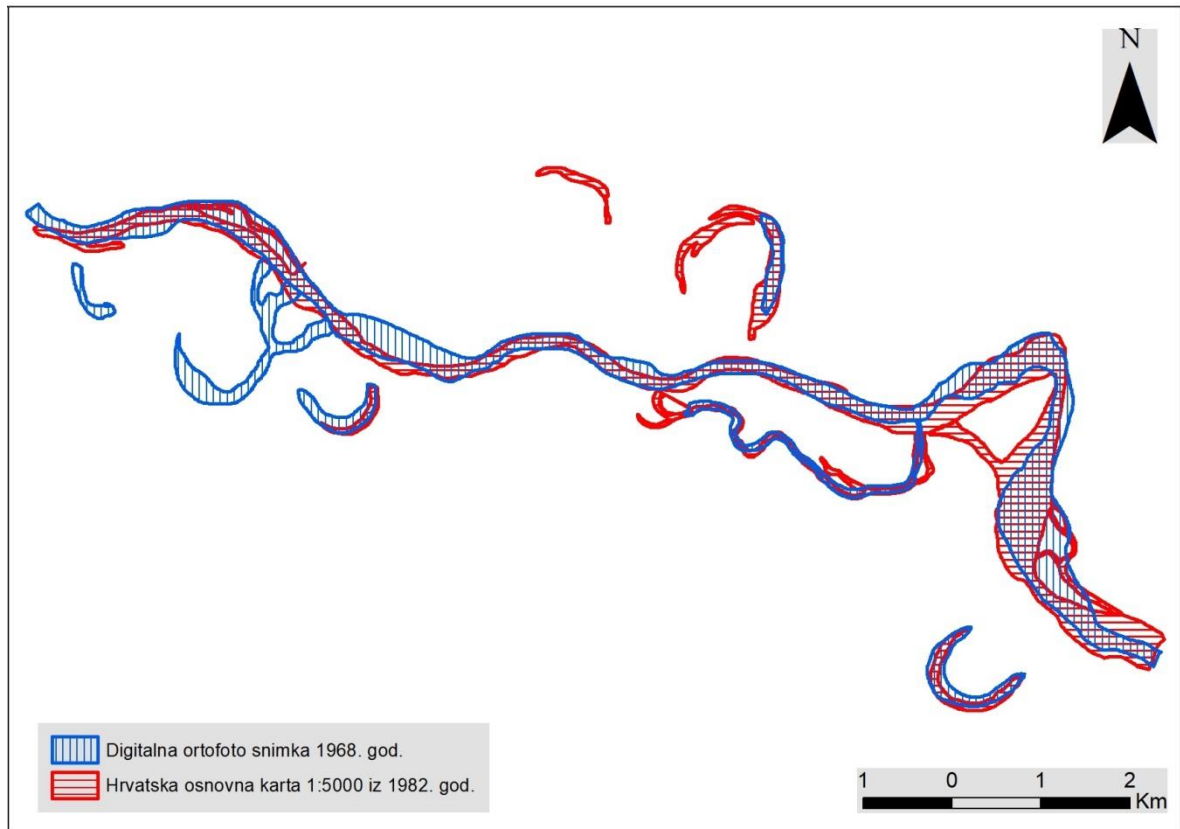 N
Digitalna ortofoto snimka 1968. god.
Hrvatska osnovna karta 1:5000 iz 1982. god.
1 0 1 2
Km